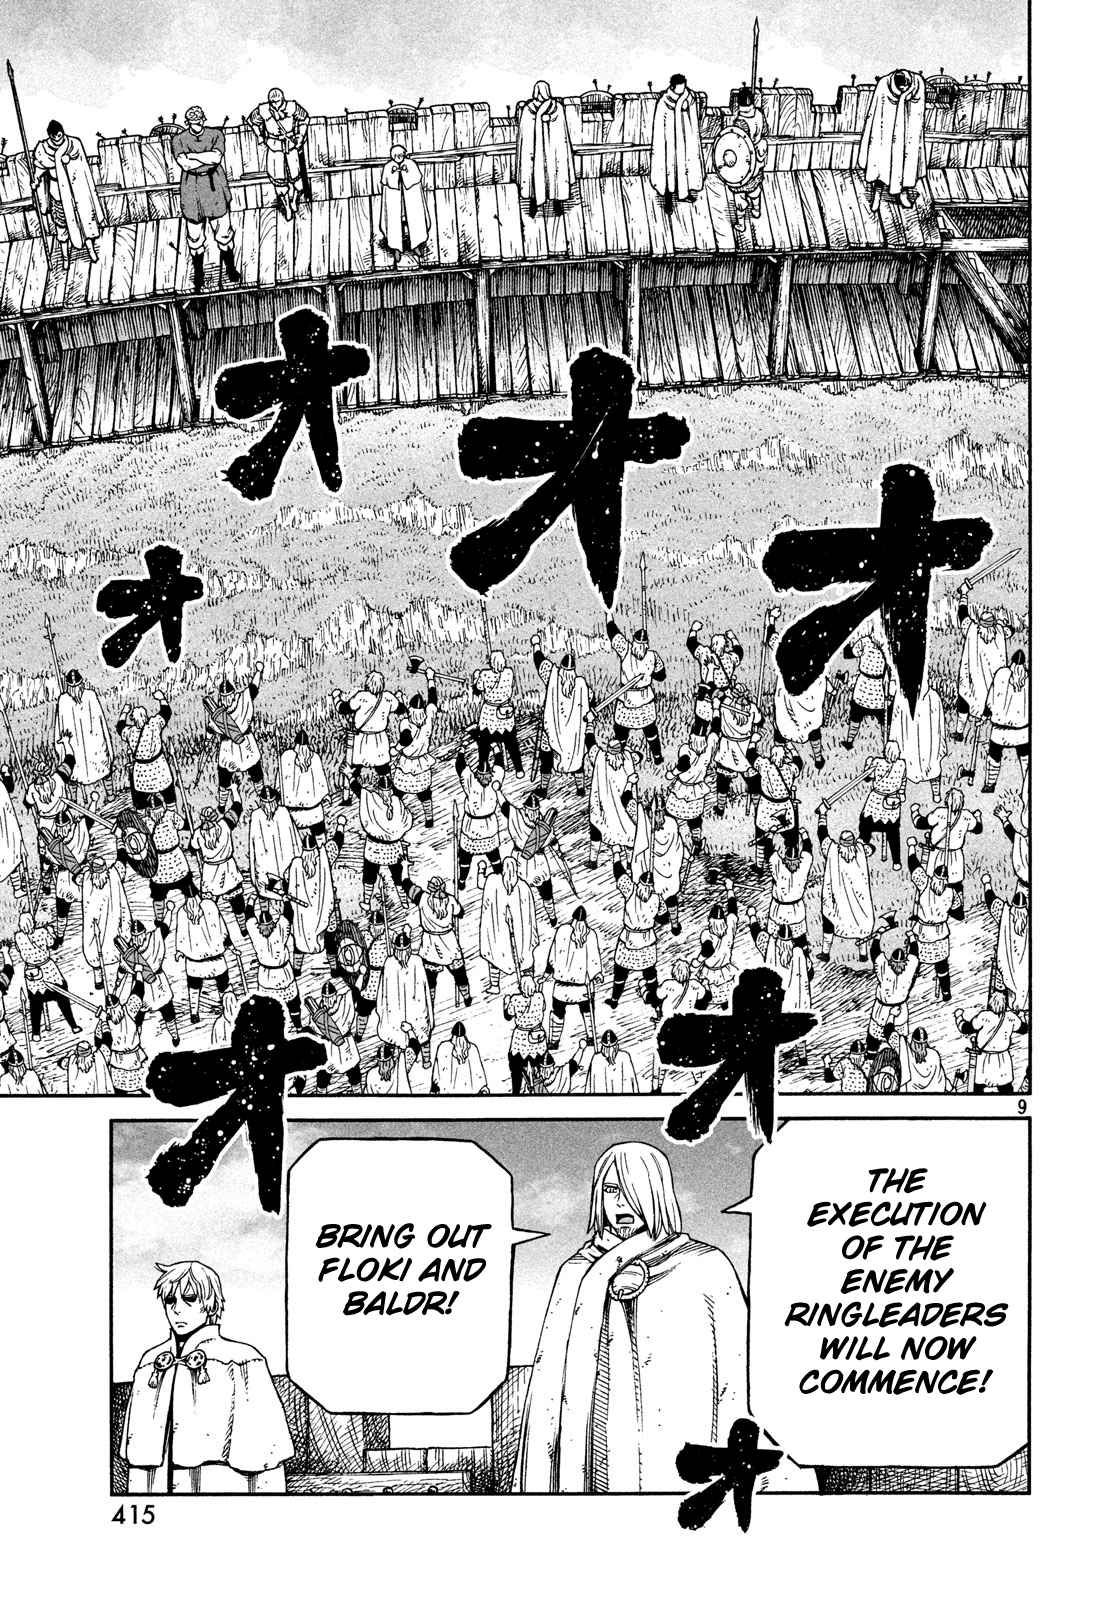 オ
オ
オ
オ
オ
オ
9
THE
EXECUTION
OF THE
ENEMY
RINGLEADERS
WILL NOW
COMMENCE!
BRING OUT
FLOKI AND
BALDR!
オ
415